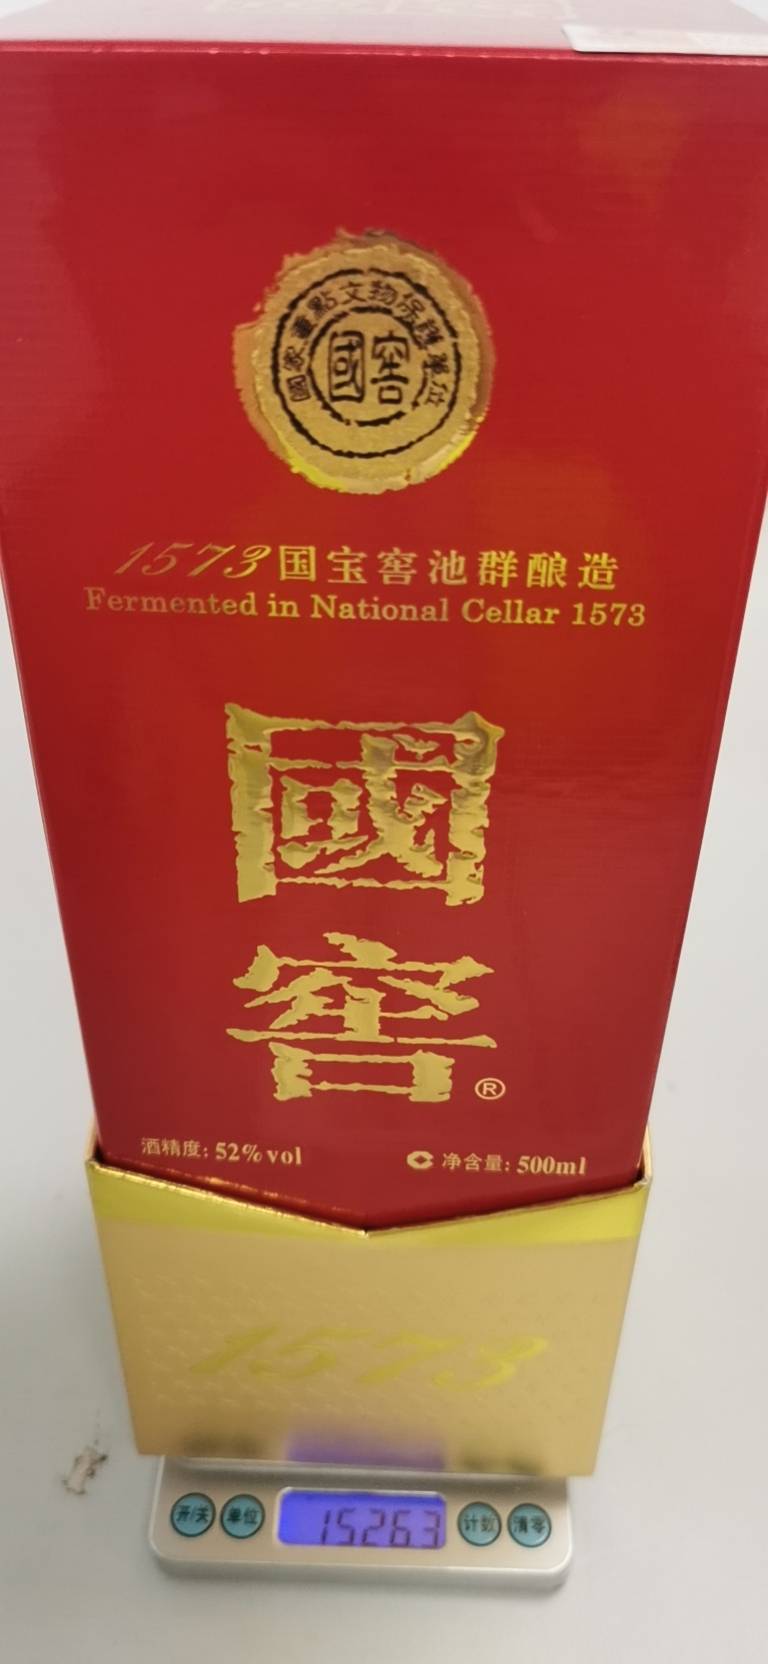 國家重點文物保護單位
國窖
1573国宝窖池群酿造
Fermented in National Cellar 1573
國
窖®
酒精度：52%vol
净含量：500ml
1573
开/关 单位 1526.3 计数 清零